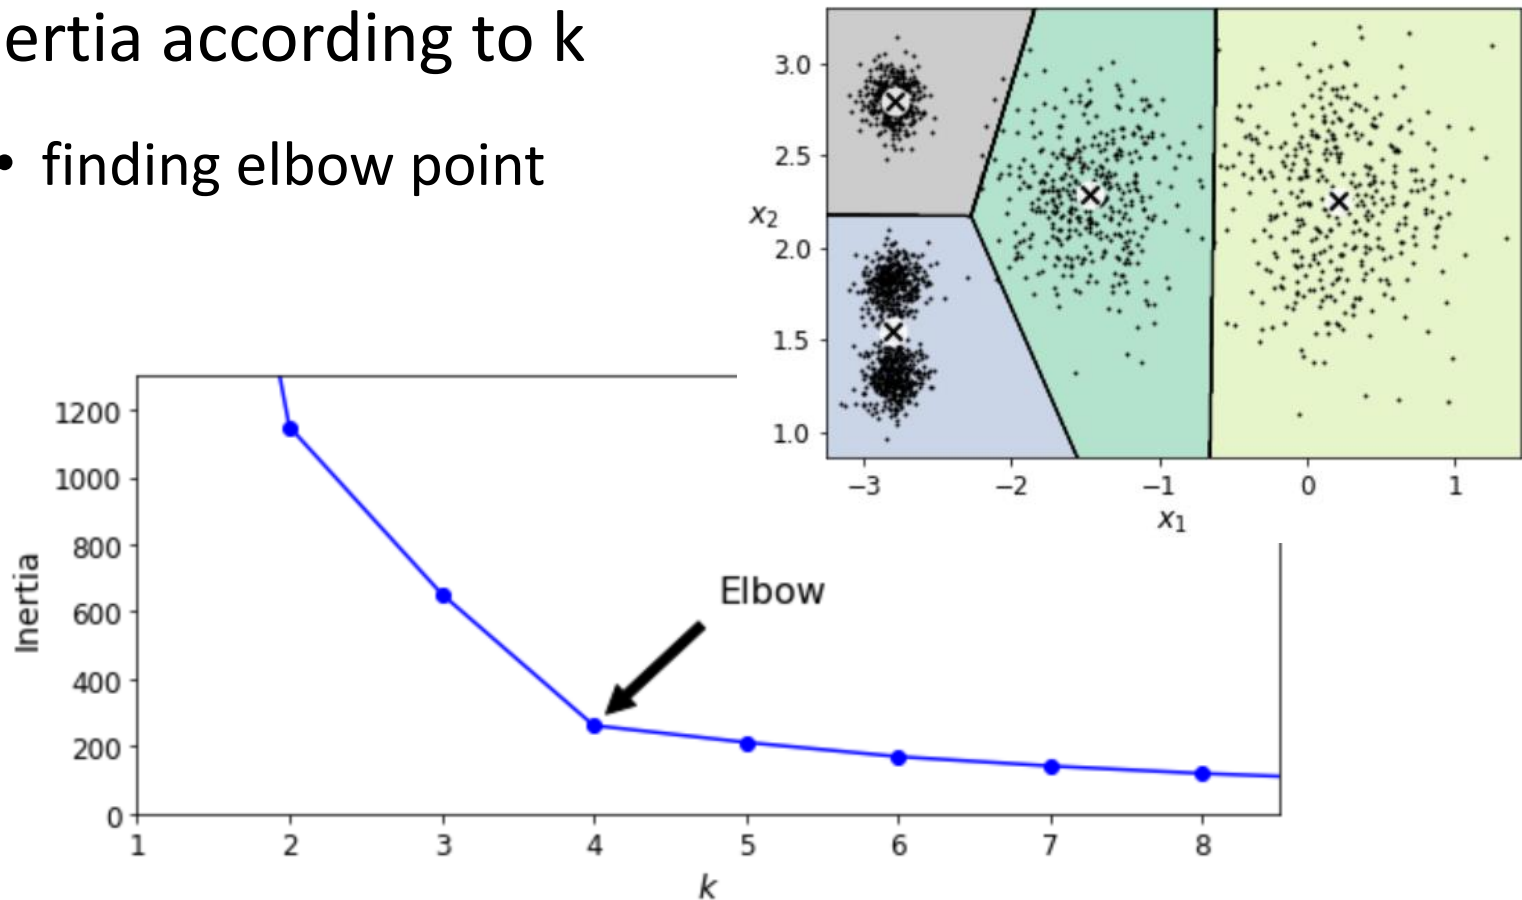 ertia according to k
• finding elbow point
3.0
2.5
2.0
1.5
1.0
x₂
−3 −2 −1 0 1
x₁
1200
1000
800
600
400
200
0
Inertia
Elbow
1 2 3 4 5 6 7 8
k